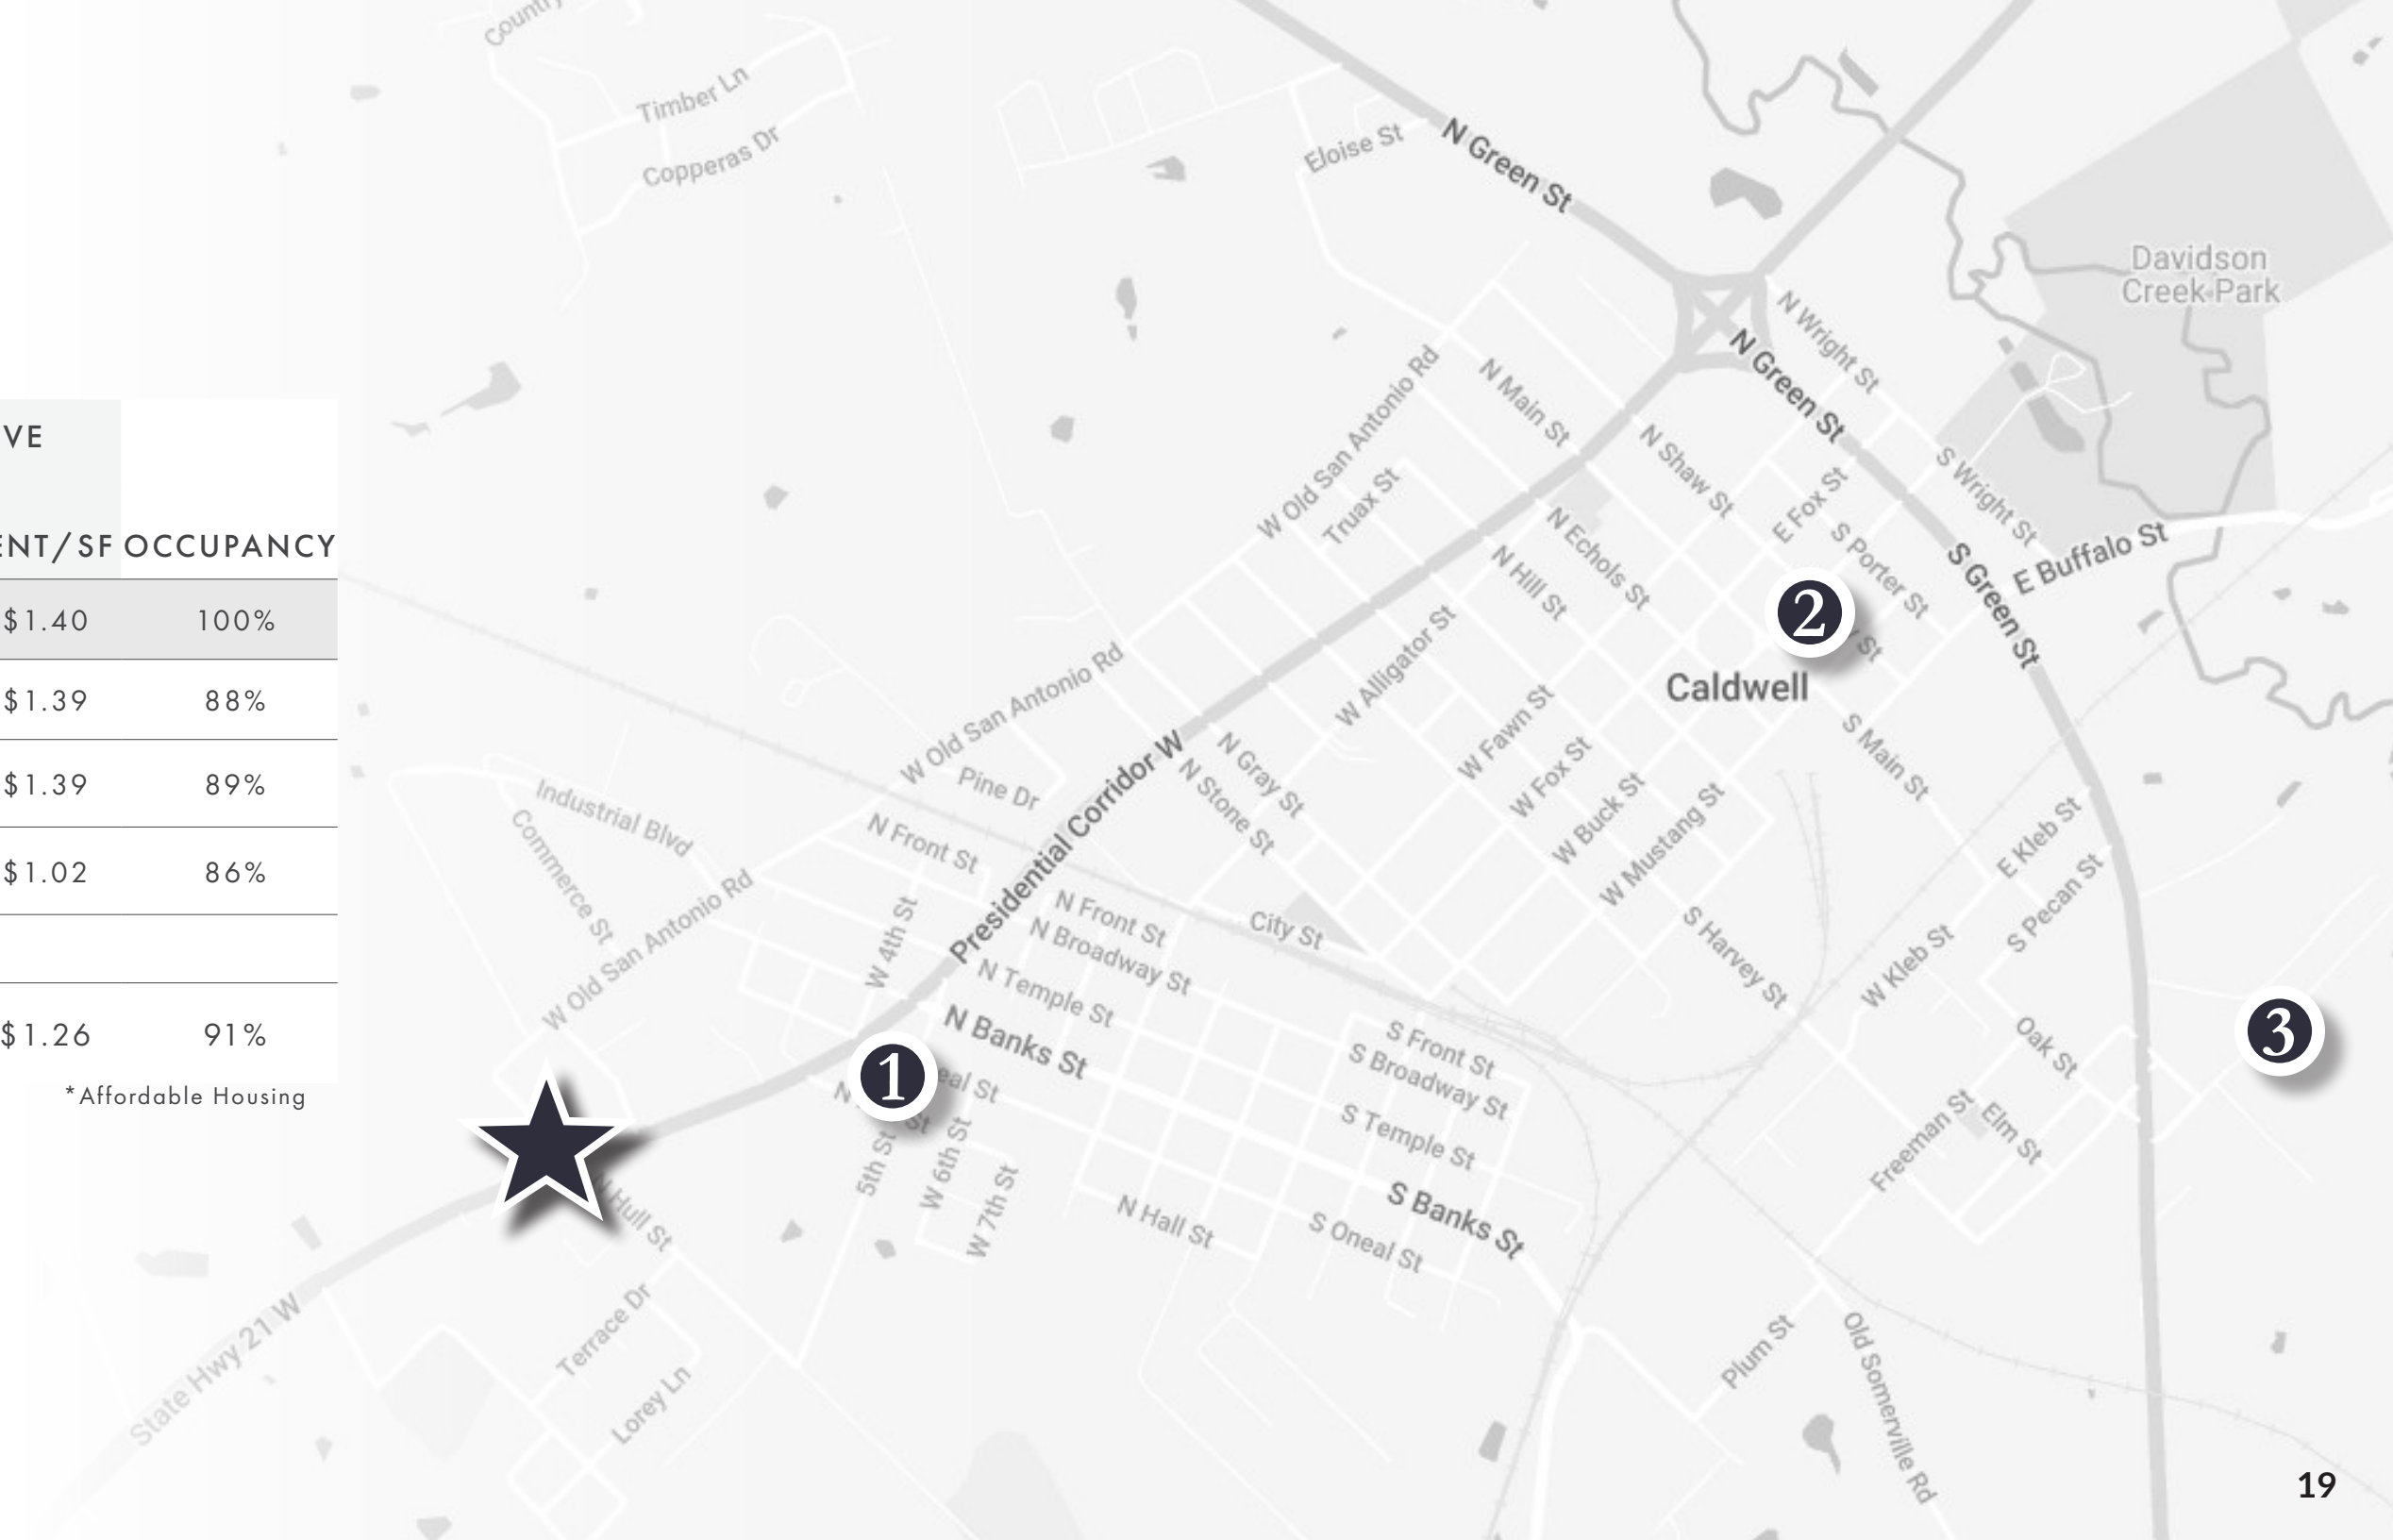 VE
ENT/SF OCCUPANCY
$1.40 100%
$1.39 88%
$1.39 89%
$1.02 86%
$1.26 91%
*Affordable Housing
Timber Ln
Copperas Dr
Eloise St
N Green St
Davidson
Creek Park
N Wright St
N Green St
W Old San Antonio Rd
N Main St
Truax St
N Shaw St
E Fox St
S Wright St
S Porter St
E Buffalo St
S Green St
N Echols St
N Hill St
2
St
Caldwell
W Alligator St
W Old San Antonio Rd
W Fawn St
W Fox St
S Main St
W Buck St
W Mustang St
N Gray St
N Stone St
Pine Dr
Presidential Corridor W
Industrial Blvd
Commerce St
N Front St
W Old San Antonio Rd
W 4th St
N Front St
N Broadway St
City St
N Temple St
N Banks St
E Kleb St
S Pecan St
S Harvey St
W Kleb St
3
Oak St
S Front St
S Broadway St
S Temple St
Freeman St
Elm St
1
eal St
N
St
5th St
W 6th St
W 7th St
N Hall St
S Banks St
S Oneal St
Hull St
Terrace Dr
Lorey Ln
State Hwy 21 W
Plum St
Old Somerville Rd
19